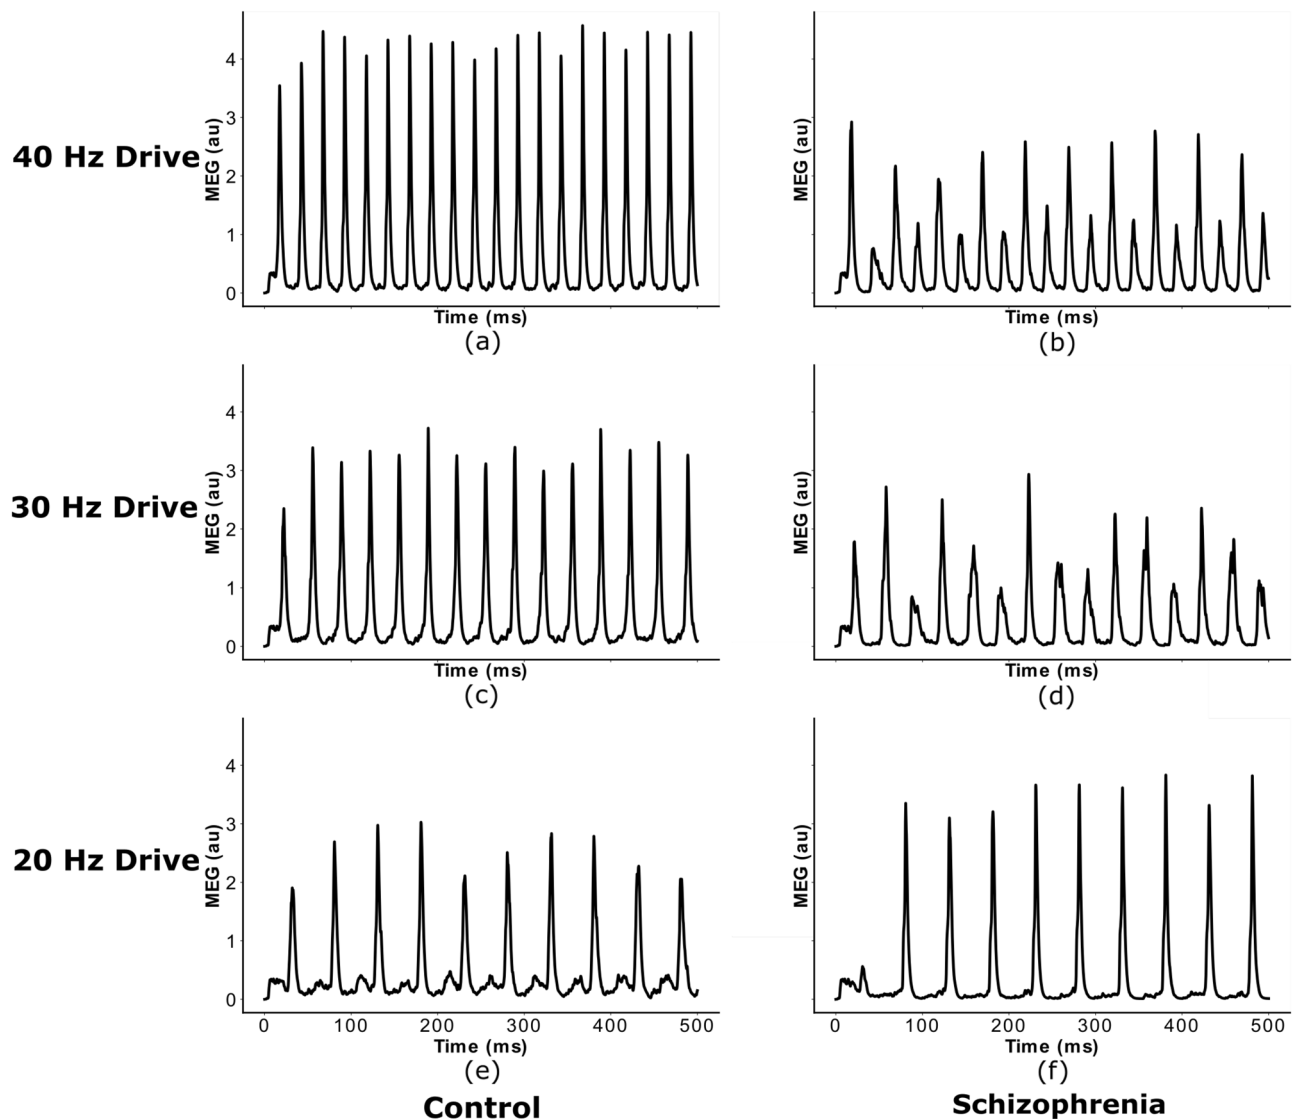 40 Hz Drive
MEG (au)
4
3
2
1
0
Time (ms)
(a)
MEG (au)
Time (ms)
(b)
30 Hz Drive
MEG (au)
4
3
2
1
0
Time (ms)
(c)
MEG (au)
Time (ms)
(d)
20 Hz Drive
MEG (au)
4
3
2
1
0
0 100 200 300 400 500
Time (ms)
(e)
Control
MEG (au)
0 100 200 300 400 500
Time (ms)
(f)
Schizophrenia